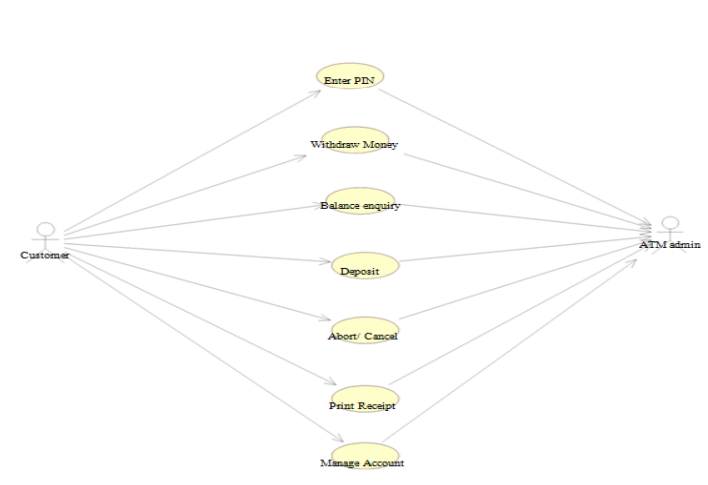 Enter PIN
Withdraw Money
Balance enquiry
Customer
ATM admin
Deposit
Abort/ Cancel
Print Receipt
Manage Account